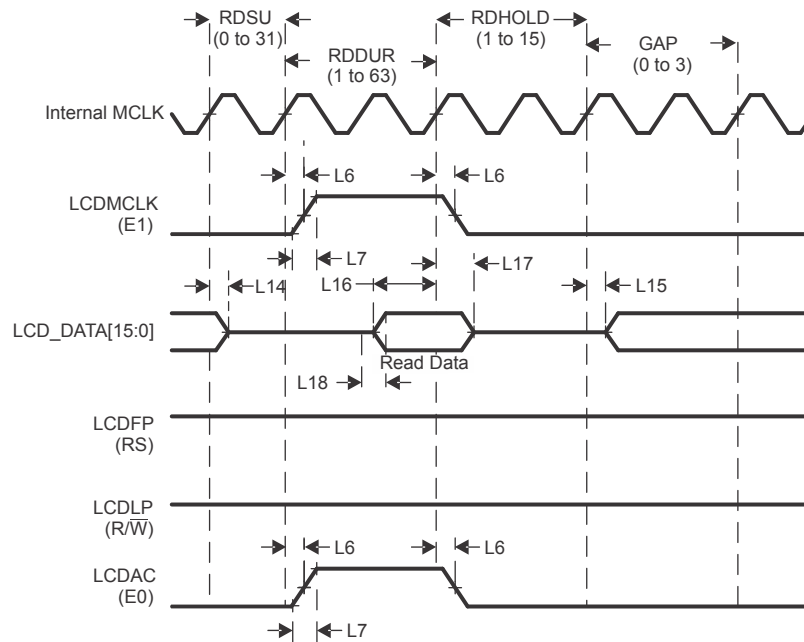 RDSU
(0 to 31)
RDHOLD
(1 to 15)
GAP
(0 to 3)
RDDUR
(1 to 63)
Internal MCLK
L6
L6
LCDMCLK
(E1)
L7
L17
L14
L16
L15
LCD_DATA[15:0]
Read Data
L18
LCDFP
(RS)
LCDLP
(R/W̅)
L6
L6
LCDAC
(E0)
L7